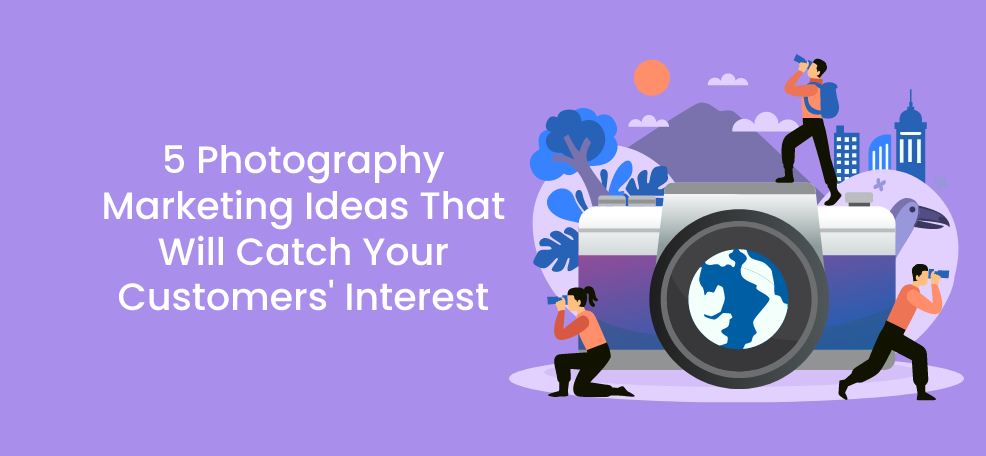 5 Photography
Marketing Ideas That
Will Catch Your
Customers' Interest